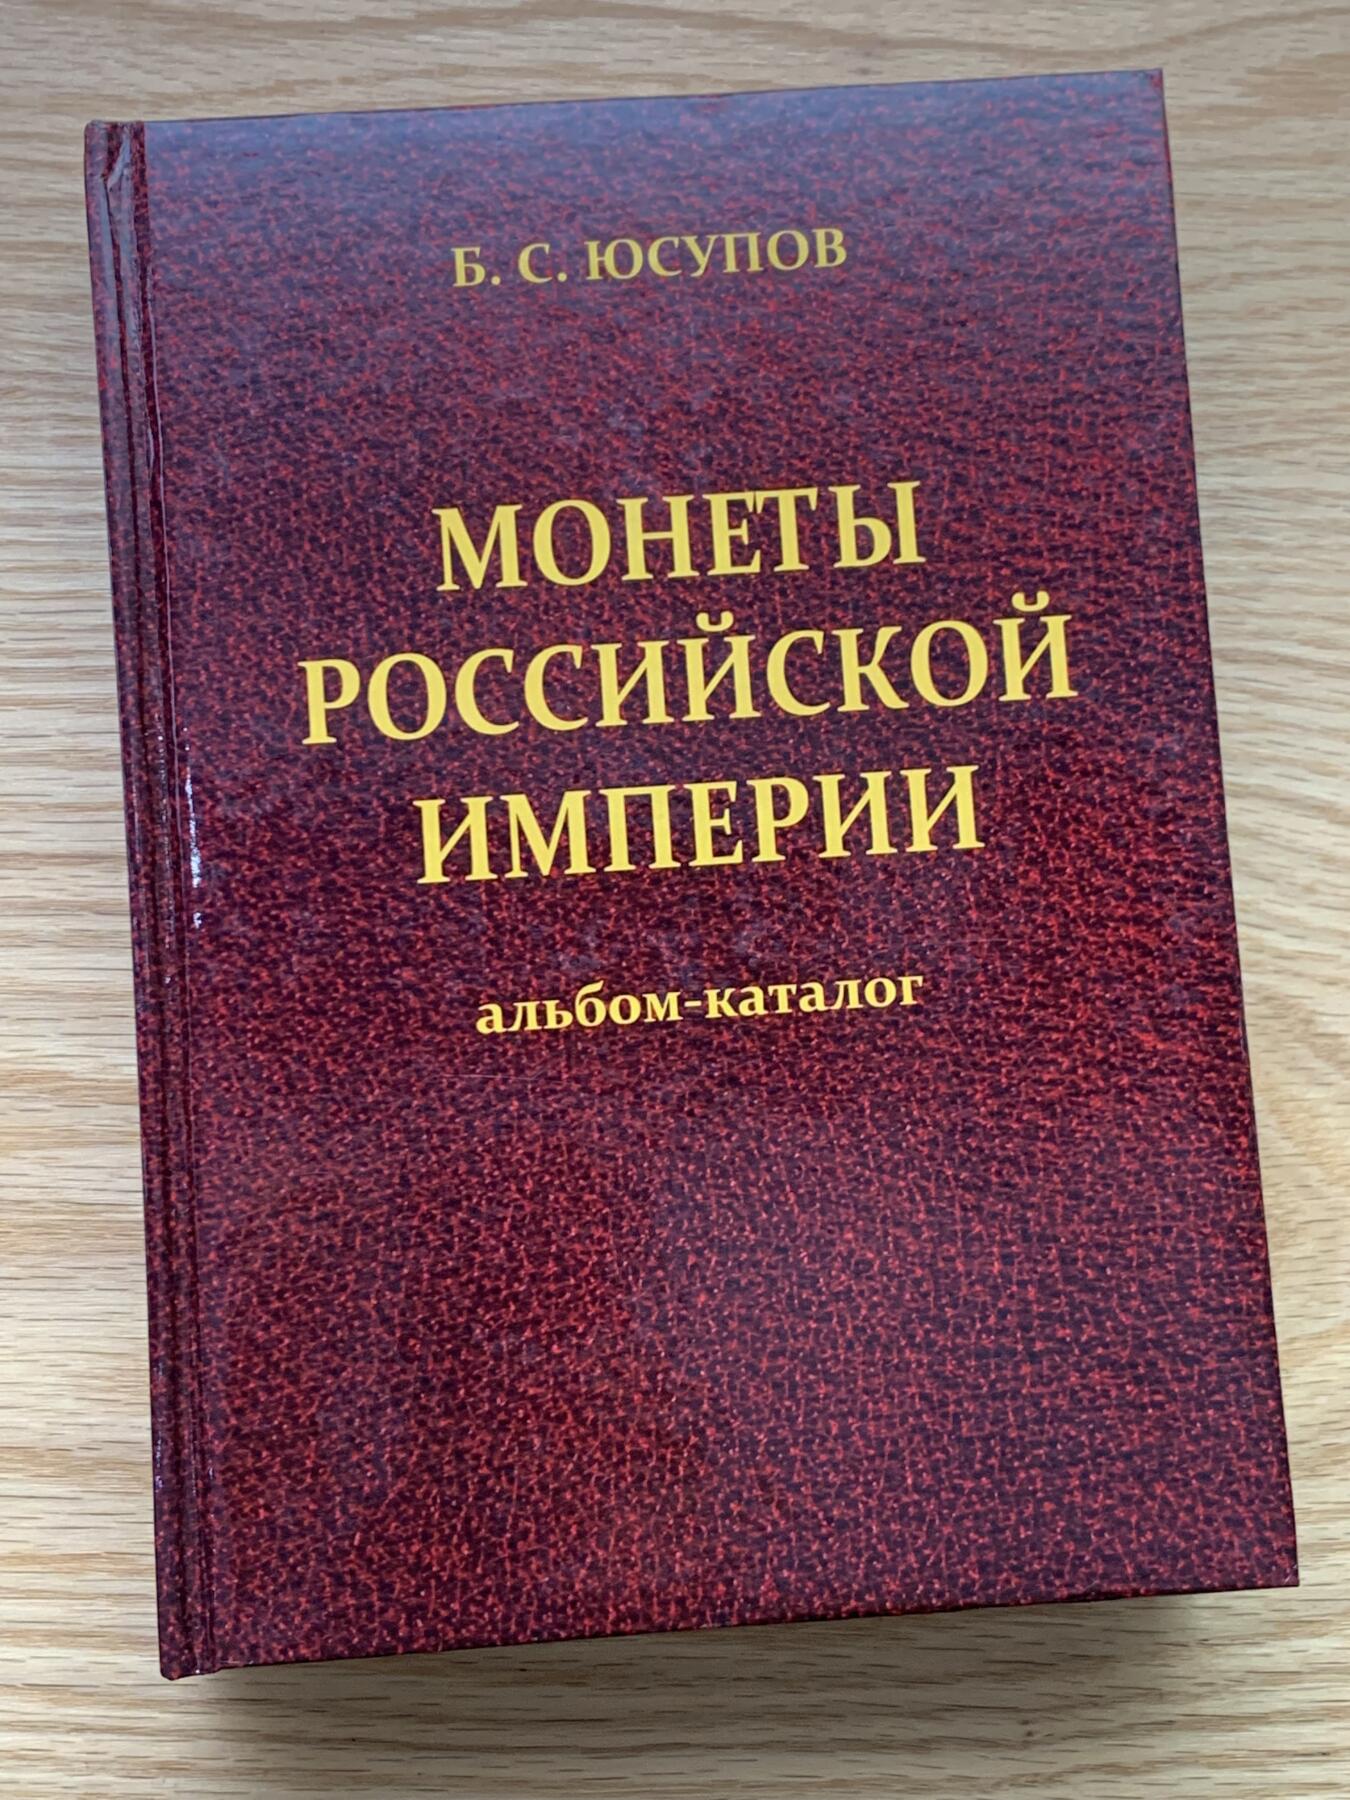 Б. С. ЮСУПОВ
МОНЕТЫ
РОССИЙСКОЙ
ИМПЕРИИ
альбом-каталог